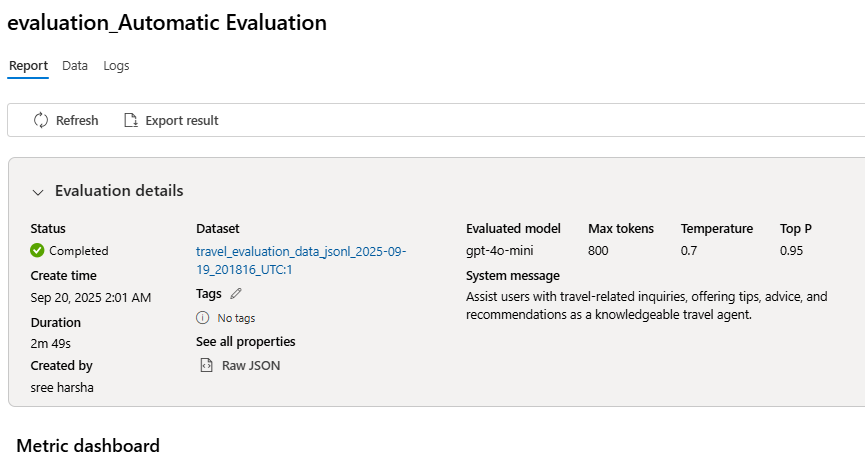 evaluation_Automatic Evaluation
Report Data Logs
Refresh Export result
Evaluation details
Status
Completed
Create time
Sep 20, 2025 2:01 AM
Duration
2m 49s
Created by
sree harsha
Dataset
travel_evaluation_data_jsonl_2025-09-
19_201816_UTC:1
Tags
No tags
See all properties
Raw JSON
Evaluated model
gpt-4o-mini
Max tokens
800
Temperature
0.7
Top P
0.95
System message
Assist users with travel-related inquiries, offering tips, advice, and
recommendations as a knowledgeable travel agent.
Metric dashboard